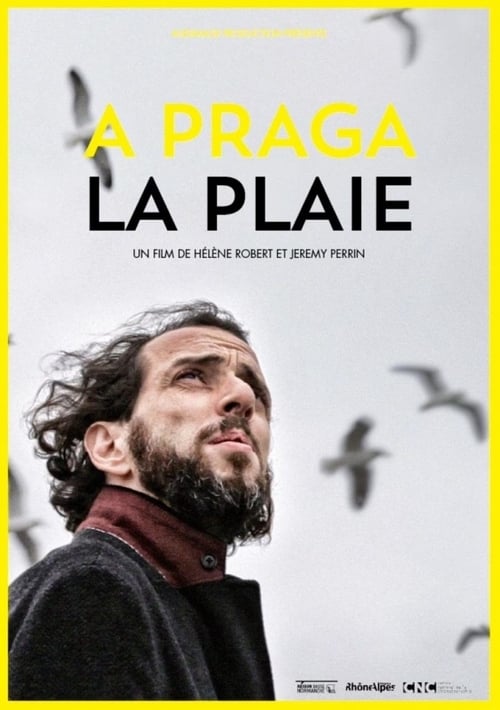 A PRAGA
LA PLAIE
UN FILM DE HÉLÈNE ROBERT ET JEREMY PERRIN
RhôneAlpes
CNC